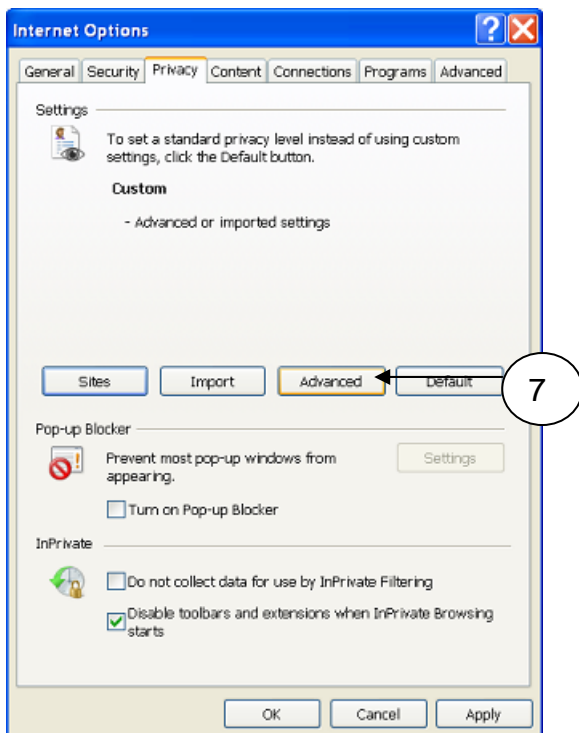 Internet Options
General Security Privacy Content Connections Programs Advanced
Settings
To set a standard privacy level instead of using custom
settings, click the Default button.
Custom
- Advanced or imported settings
Sites Import Advanced Default
7
Pop-up Blocker
Prevent most pop-up windows from
appearing.
Settings
Turn on Pop-up Blocker
InPrivate
Do not collect data for use by InPrivate Filtering
Disable toolbars and extensions when InPrivate Browsing
starts
OK Cancel Apply